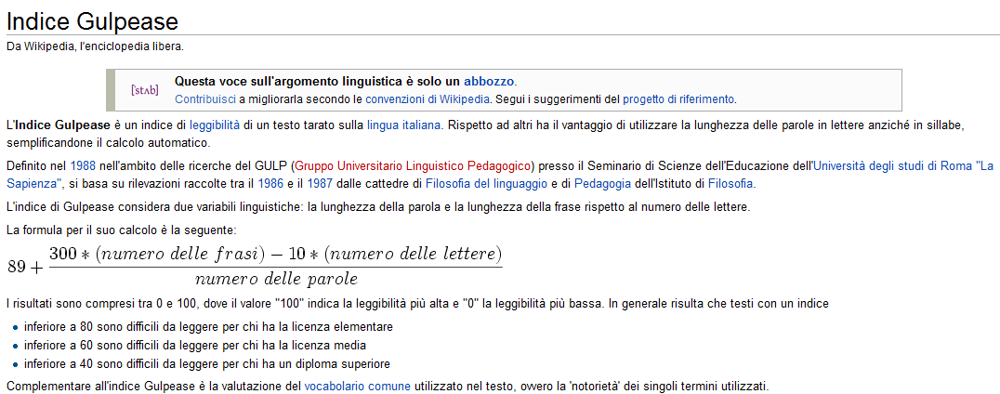 Indice Gulpease
Da Wikipedia, l'enciclopedia libera.
[stʌb]
Questa voce sull'argomento linguistica è solo un abbozzo.
Contribuisci a migliorarla secondo le convenzioni di Wikipedia. Segui i suggerimenti del progetto di riferimento.
L'Indice Gulpease è un indice di leggibilità di un testo tarato sulla lingua italiana. Rispetto ad altri ha il vantaggio di utilizzare la lunghezza delle parole in lettere anziché in sillabe,
semplificandone il calcolo automatico.
Definito nel 1988 nell'ambito delle ricerche del GULP (Gruppo Universitario Linguistico Pedagogico) presso il Seminario di Scienze dell'Educazione dell'Università degli studi di Roma "La
Sapienza", si basa su rilevazioni raccolte tra il 1986 e il 1987 dalle cattedre di Filosofia del linguaggio e di Pedagogia dell'Istituto di Filosofia.
L'indice di Gulpease considera due variabili linguistiche: la lunghezza della parola e la lunghezza della frase rispetto al numero delle lettere.
La formula per il suo calcolo è la seguente:
300 * (numero delle frasi) − 10 * (numero delle lettere)
89 +
numero delle parole
I risultati sono compresi tra 0 e 100, dove il valore "100" indica la leggibilità più alta e "0" la leggibilità più bassa. In generale risulta che testi con un indice
• inferiore a 80 sono difficili da leggere per chi ha la licenza elementare
• inferiore a 60 sono difficili da leggere per chi ha la licenza media
• inferiore a 40 sono difficili da leggere per chi ha un diploma superiore
Complementare all'indice Gulpease è la valutazione del vocabolario comune utilizzato nel testo, ovvero la 'notorietà' dei singoli termini utilizzati.